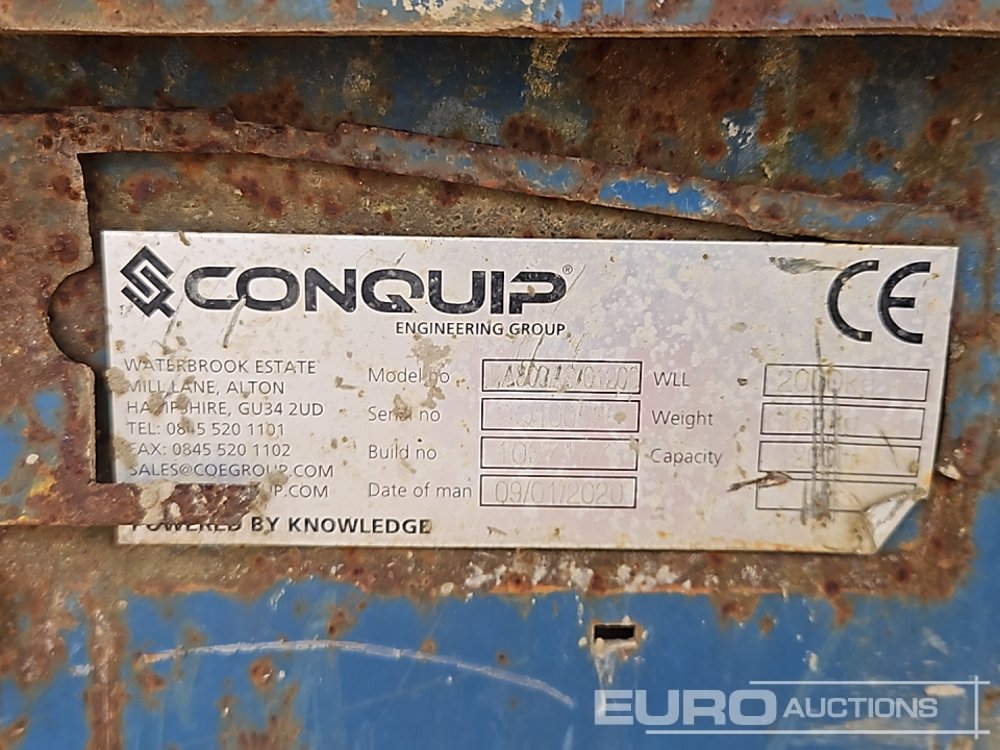 CONQUIP®
ENGINEERING GROUP
CE
WATERBROOK ESTATE
MILL LANE, ALTON
HAMPSHIRE, GU34 2UD
TEL: 0845 520 1101
FAX: 0845 520 1102
SALES@COEGROUP.COM
POWERED BY KNOWLEDGE
Model no
Serial no
Build no
Date of man 09/01/2020
WLL 2000kg
Weight
Capacity
EURO AUCTIONS